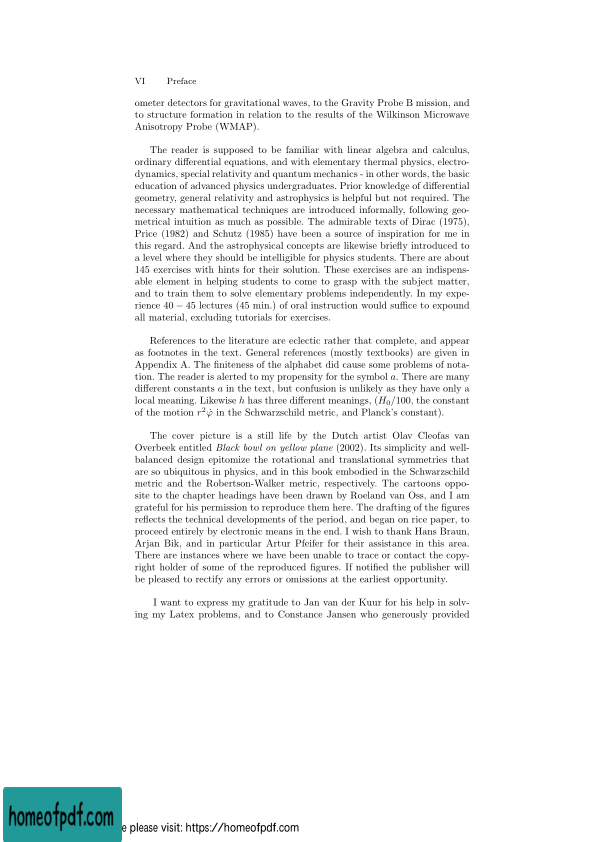 VI Preface
ometer detectors for gravitational waves, to the Gravity Probe B mission, and
to structure formation in relation to the results of the Wilkinson Microwave
Anisotropy Probe (WMAP).
The reader is supposed to be familiar with linear algebra and calculus,
ordinary differential equations, and with elementary thermal physics, electro-
dynamics, special relativity and quantum mechanics - in other words, the basic
education of advanced physics undergraduates. Prior knowledge of differential
geometry, general relativity and astrophysics is helpful but not required. The
necessary mathematical techniques are introduced informally, following geo-
metrical intuition as much as possible. The admirable texts of Dirac (1975),
Price (1982) and Schutz (1985) have been a source of inspiration for me in
this regard. And the astrophysical concepts are likewise briefly introduced to
a level where they should be intelligible for physics students. There are about
145 exercises with hints for their solution. These exercises are an indispens-
able element in helping students to come to grasp with the subject matter,
and to train them to solve elementary problems independently. In my expe-
rience 40 − 45 lectures (45 min.) of oral instruction would suffice to expound
all material, excluding tutorials for exercises.
References to the literature are eclectic rather that complete, and appear
as footnotes in the text. General references (mostly textbooks) are given in
Appendix A. The finiteness of the alphabet did cause some problems of nota-
tion. The reader is alerted to my propensity for the symbol a. There are many
different constants a in the text, but confusion is unlikely as they have only a
local meaning. Likewise h has three different meanings, (H₀/100, the constant
of the motion r²φ̇ in the Schwarzschild metric, and Planck's constant).
The cover picture is a still life by the Dutch artist Olav Cleofas van
Overbeek entitled Black bowl on yellow plane (2002). Its simplicity and well-
balanced design epitomize the rotational and translational symmetries that
are so ubiquitous in physics, and in this book embodied in the Schwarzschild
metric and the Robertson-Walker metric, respectively. The cartoons oppo-
site to the chapter headings have been drawn by Roeland van Oss, and I am
grateful for his permission to reproduce them here. The drafting of the figures
reflects the technical developments of the period, and began on rice paper, to
proceed entirely by electronic means in the end. I wish to thank Hans Braun,
Arjan Bik, and in particular Artur Pfeifer for their assistance in this area.
There are instances where we have been unable to trace or contact the copy-
right holder of some of the reproduced figures. If notified the publisher will
be pleased to rectify any errors or omissions at the earliest opportunity.
I want to express my gratitude to Jan van der Kuur for his help in solv-
ing my Latex problems, and to Constance Jansen who generously provided
homeofpdf.com
e please visit: https://homeofpdf.com